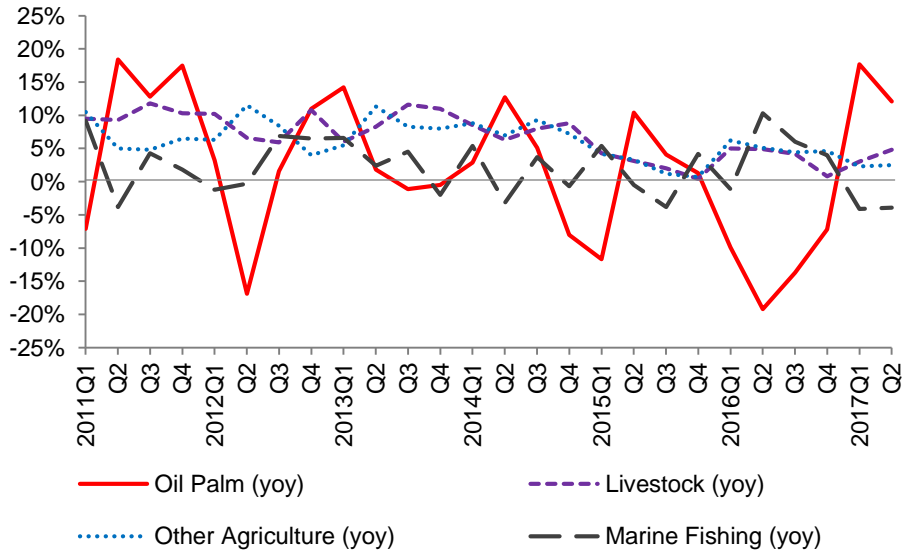 25%
20%
15%
10%
5%
0%
-5%
-10%
-15%
-20%
-25%
2011Q1
Q2
Q3
Q4
2012Q1
Q2
Q3
Q4
2013Q1
Q2
Q3
Q4
2014Q1
Q2
Q3
Q4
2015Q1
Q2
Q3
Q4
2016Q1
Q2
Q3
Q4
2017Q1
Q2
Oil Palm (yoy)
Livestock (yoy)
Other Agriculture (yoy)
Marine Fishing (yoy)